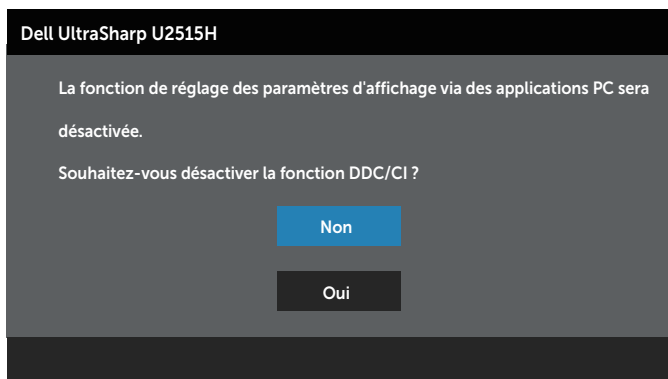 Dell UltraSharp U2515H
La fonction de réglage des paramètres d'affichage via des applications PC sera
désactivée.
Souhaitez-vous désactiver la fonction DDC/CI ?
Non
Oui